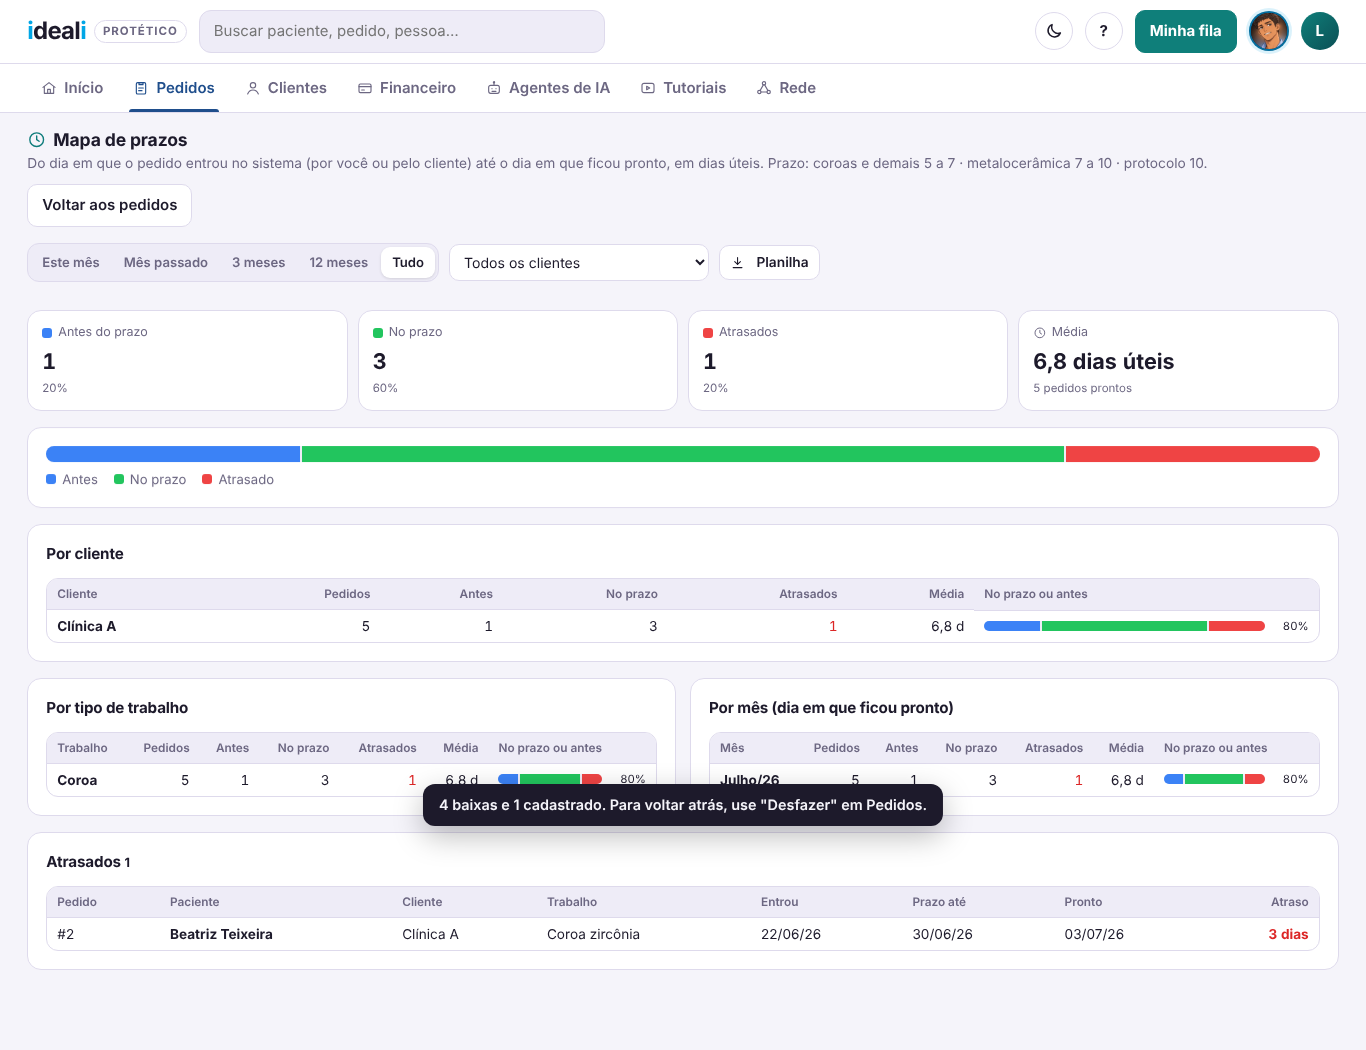 ideali PROTÉTICO Buscar paciente, pedido, pessoa... ? Minha fila L
Início Pedidos Clientes Financeiro Agentes de IA Tutoriais Rede
Mapa de prazos
Do dia em que o pedido entrou no sistema (por você ou pelo cliente) até o dia em que ficou pronto, em dias úteis. Prazo: coroas e demais 5 a 7 · metalocerâmica 7 a 10 · protocolo 10.
Voltar aos pedidos
Este mês Mês passado 3 meses 12 meses Tudo Todos os clientes Planilha
Antes do prazo
1
20%
No prazo
3
60%
Atrasados
1
20%
Média
6,8 dias úteis
5 pedidos prontos
Antes No prazo Atrasado
Por cliente
Cliente Pedidos Antes No prazo Atrasados Média No prazo ou antes
Clínica A 5 1 3 1 6,8 d 80%
Por tipo de trabalho
Trabalho Pedidos Antes No prazo Atrasados Média No prazo ou antes
Coroa 5 1 3 1 6,8 d 80%
Por mês (dia em que ficou pronto)
Mês Pedidos Antes No prazo Atrasados Média No prazo ou antes
Julho/26 5 1 3 1 6,8 d 80%
4 baixas e 1 cadastrado. Para voltar atrás, use "Desfazer" em Pedidos.
Atrasados 1
Pedido Paciente Cliente Trabalho Entrou Prazo até Pronto Atraso
#2 Beatriz Teixeira Clínica A Coroa zircônia 22/06/26 30/06/26 03/07/26 3 dias